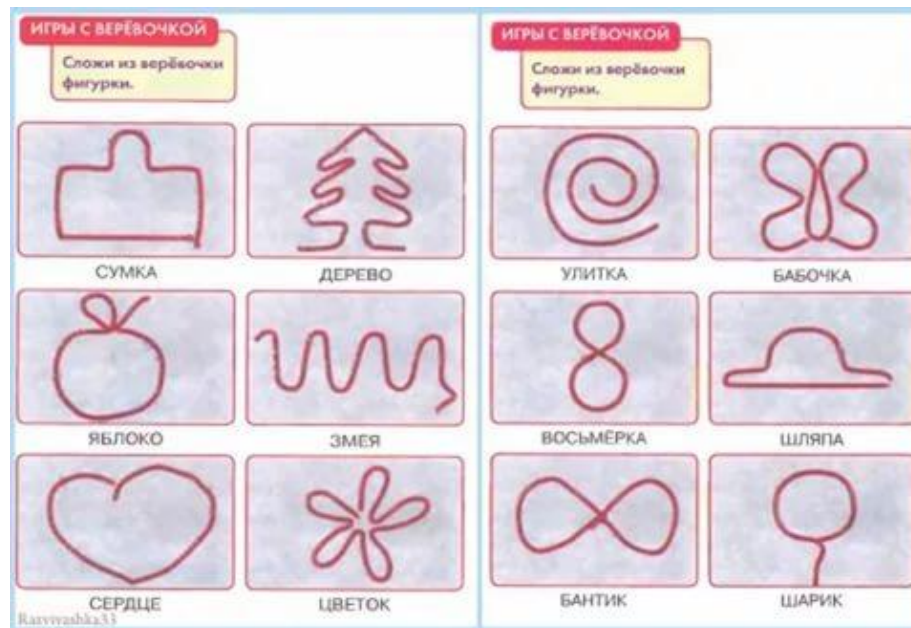 ИГРЫ С ВЕРЁВОЧКОЙ
Сложи из верёвочки
фигурки.
СУМКА
ДЕРЕВО
ЯБЛОКО
ЗМЕЯ
СЕРДЦЕ
ЦВЕТОК
Razvivashka33
ИГРЫ С ВЕРЁВОЧКОЙ
Сложи из верёвочки
фигурки.
УЛИТКА
БАБОЧКА
ВОСЬМЁРКА
ШЛЯПА
БАНТИК
ШАРИК